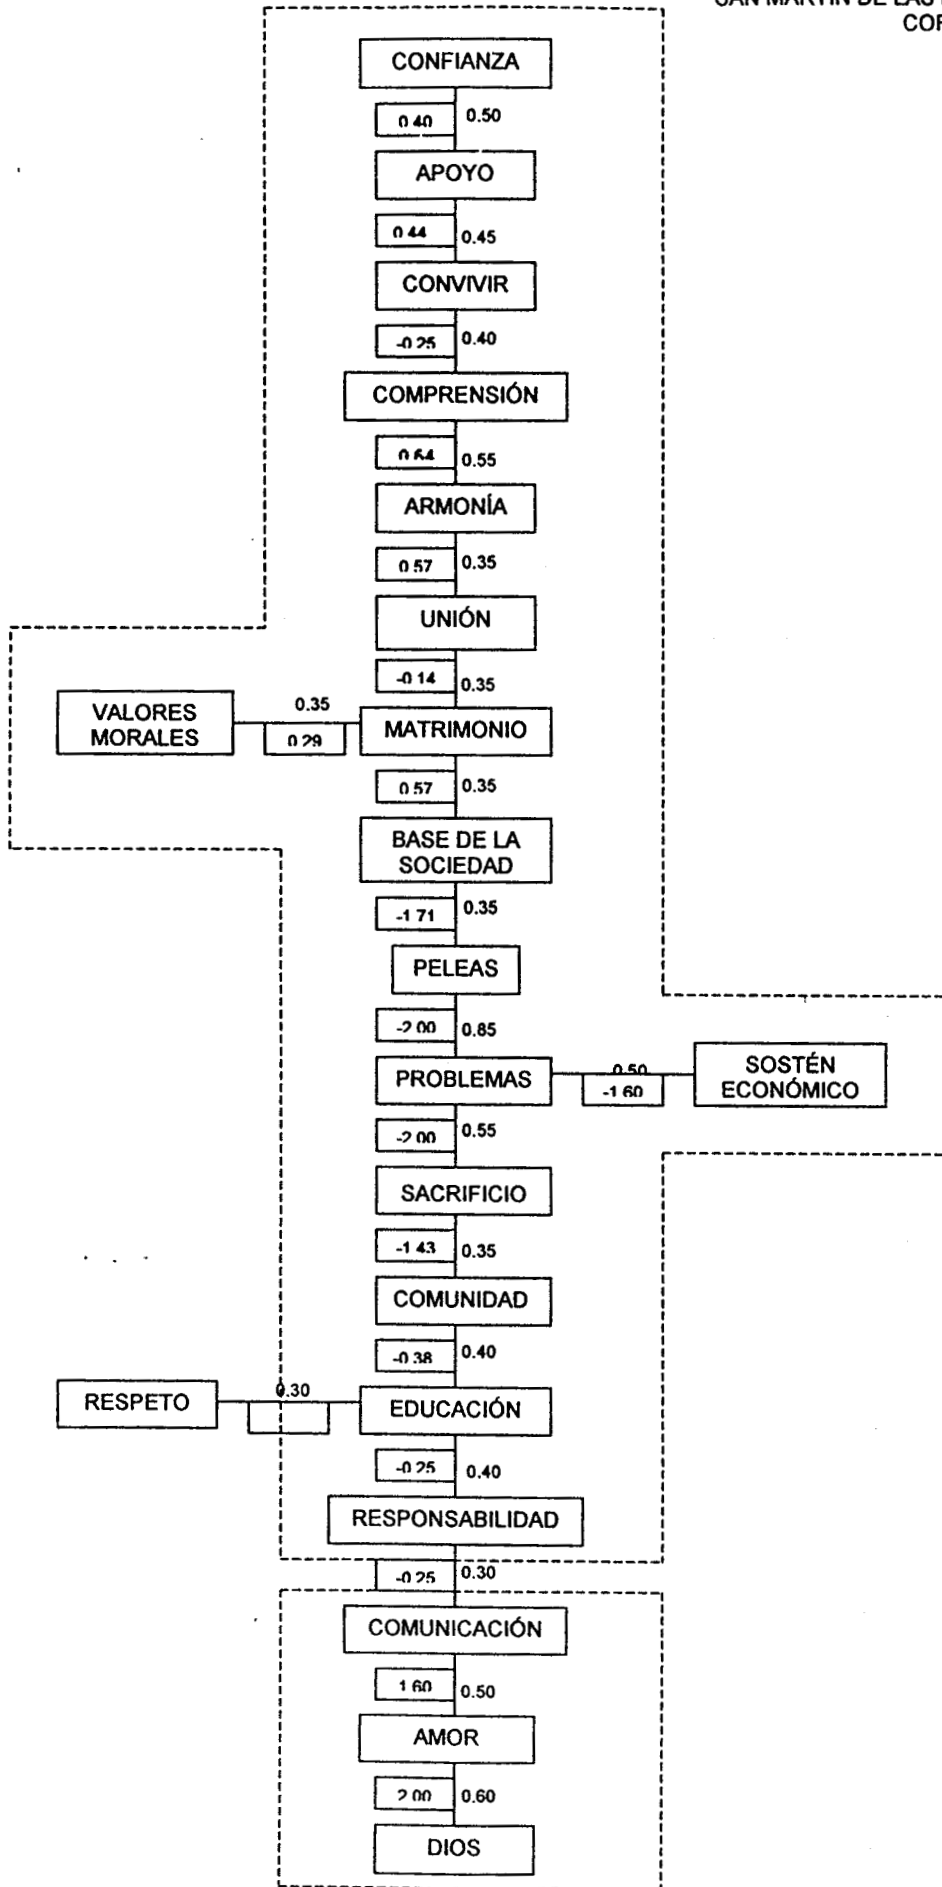 SAN MARTIN DE LAS
CONFIANZA
0.40 0.50
APOYO
0.44 0.45
CONVIVIR
-0.25 0.40
COMPRENSIÓN
0.64 0.55
ARMONÍA
0.57 0.35
UNIÓN
-0.14 0.35
VALORES
MORALES
0.35
0.29
MATRIMONIO
0.57 0.35
BASE DE LA
SOCIEDAD
-1.71 0.35
PELEAS
-2.00 0.85
PROBLEMAS
0.50
-1.60
SOSTÉN
ECONÓMICO
-2.00 0.55
SACRIFICIO
-1.43 0.35
COMUNIDAD
-0.38 0.40
RESPETO
0.30
EDUCACIÓN
-0.25 0.40
RESPONSABILIDAD
-0.25 0.30
COMUNICACIÓN
1.60 0.50
AMOR
2.00 0.60
DIOS